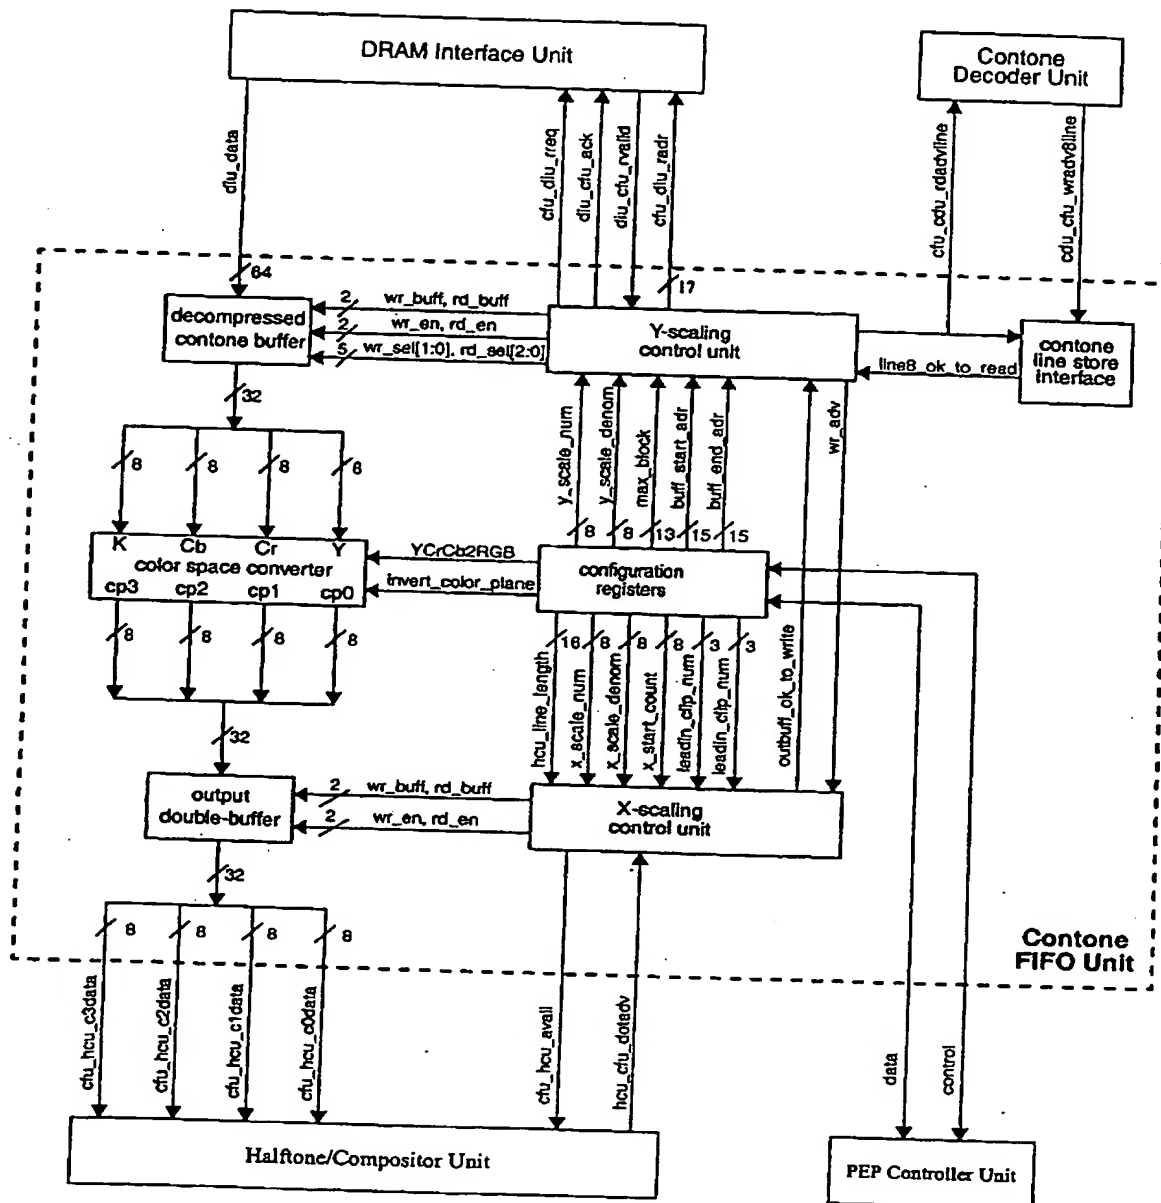 DRAM Interface Unit
Contone
Decoder Unit
diu_data
cfu_diu_rreq
diu_cfu_ack
diu_cfu_rvalid
cfu_diu_radr
cfu_cdu_rdadvline
cdu_cfu_wradv8line
64
17
decompressed
contone buffer
2
wr_buff, rd_buff
2
wr_en, rd_en
5
wr_sel[1:0], rd_sel[2:0]
Y-scaling
control unit
line8_ok_to_read
contone
line store
interface
32
8
8
8
8
y_scale_num
y_scale_denom
max_block
buff_start_adr
buff_end_adr
wr_adv
8
8
13
15
15
K
Cb
Cr
Y
color space converter
cp3
cp2
cp1
cp0
YCrCb2RGB
invert_color_plane
configuration
registers
8
8
8
8
16
8
8
8
3
3
hcu_line_length
x_scale_num
x_scale_denom
x_start_count
leadin_clip_num
leadin_clip_num
outbuff_ok_to_write
32
output
double-buffer
2
wr_buff, rd_buff
2
wr_en, rd_en
X-scaling
control unit
32
8
8
8
8
Contone
FIFO Unit
cfu_hcu_c3data
cfu_hcu_c2data
cfu_hcu_c1data
cfu_hcu_c0data
cfu_hcu_avail
hcu_cfu_dotadv
data
control
Halftone/Compositor Unit
PEP Controller Unit